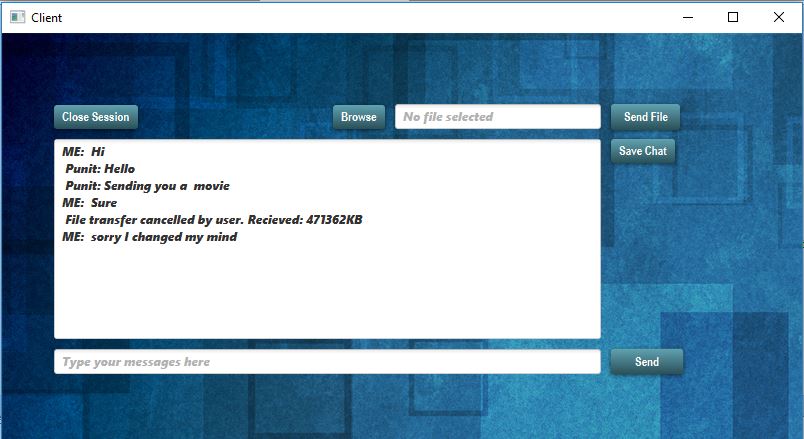 Client
Close Session
Browse
No file selected
Send File
ME: Hi
Punit: Hello
Punit: Sending you a movie
ME: Sure
File transfer cancelled by user. Recieved: 471362KB
ME: sorry I changed my mind
Save Chat
Type your messages here
Send